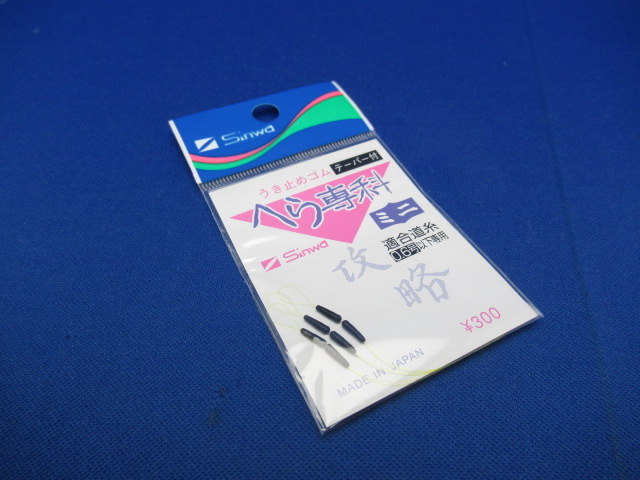 Sinwa
うき止めゴム テーパー付
へら専科
ミニ
Sinwa
適合道糸
0.6号以下専用
攻略
¥300
MADE IN JAPAN